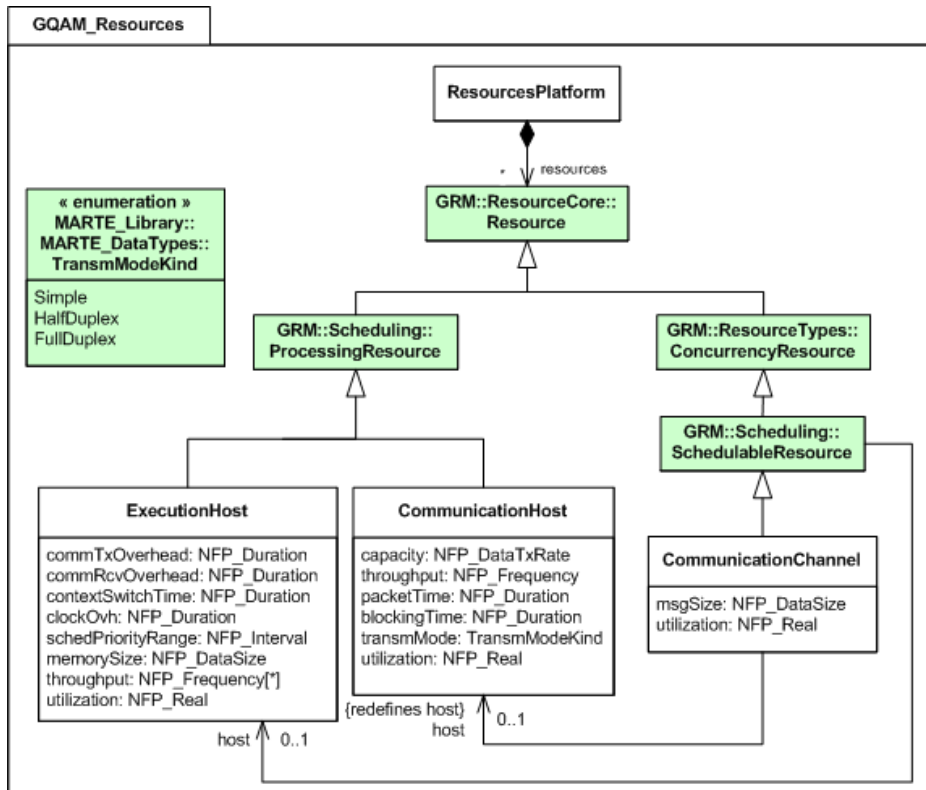 GQAM_Resources
ResourcesPlatform
* resources
GRM::ResourceCore::
Resource
« enumeration »
MARTE_Library::
MARTE_DataTypes::
TransmModeKind
Simple
HalfDuplex
FullDuplex
GRM::Scheduling::
ProcessingResource
GRM::ResourceTypes::
ConcurrencyResource
GRM::Scheduling::
SchedulableResource
ExecutionHost
commTxOverhead: NFP_Duration
commRcvOverhead: NFP_Duration
contextSwitchTime: NFP_Duration
clockOvh: NFP_Duration
schedPriorityRange: NFP_Interval
memorySize: NFP_DataSize
throughput: NFP_Frequency[*]
utilization: NFP_Real
CommunicationHost
capacity: NFP_DataTxRate
throughput: NFP_Frequency
packetTime: NFP_Duration
blockingTime: NFP_Duration
transmMode: TransmModeKind
utilization: NFP_Real
CommunicationChannel
msgSize: NFP_DataSize
utilization: NFP_Real
{redefines host}
host 0..1
host 0..1